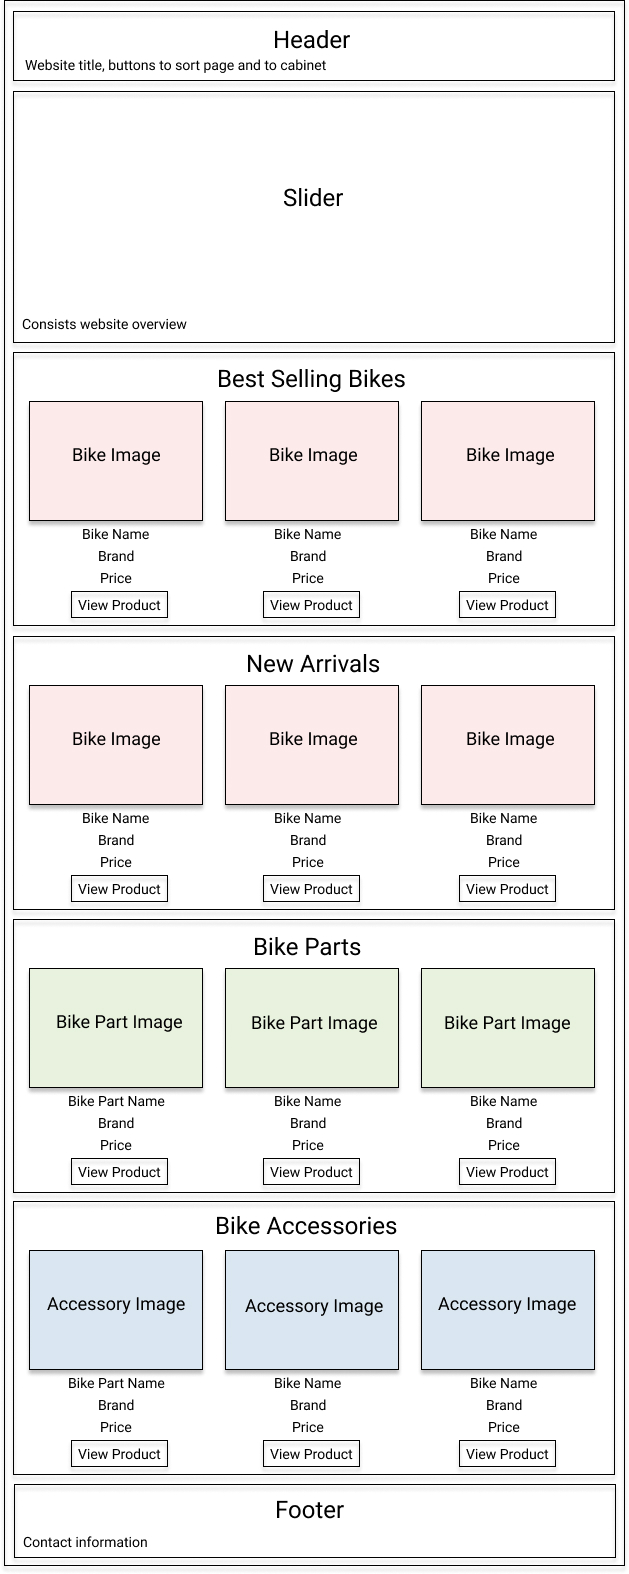 Header
Website title, buttons to sort page and to cabinet
Slider
Consists website overview
Best Selling Bikes
Bike Image Bike Image Bike Image
Bike Name Bike Name Bike Name
Brand Brand Brand
Price Price Price
View Product View Product View Product
New Arrivals
Bike Image Bike Image Bike Image
Bike Name Bike Name Bike Name
Brand Brand Brand
Price Price Price
View Product View Product View Product
Bike Parts
Bike Part Image Bike Part Image Bike Part Image
Bike Part Name Bike Name Bike Name
Brand Brand Brand
Price Price Price
View Product View Product View Product
Bike Accessories
Accessory Image Accessory Image Accessory Image
Bike Part Name Bike Name Bike Name
Brand Brand Brand
Price Price Price
View Product View Product View Product
Footer
Contact information